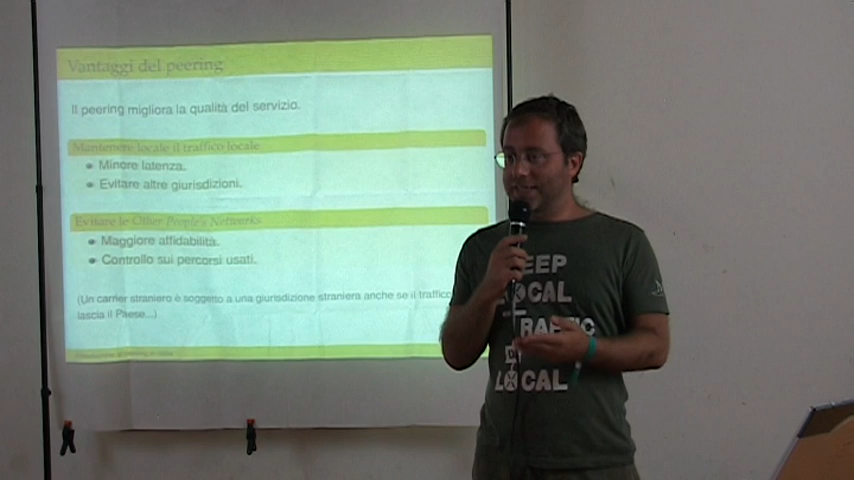 Vantaggi del peering
Il peering migliora la qualità del servizio.
Mantenere locale il traffico locale
Minore latenza.
Evitare altre giurisdizioni.
Evitare le Other People's Networks
Maggiore affidabilità.
Controllo sui percorsi usati.
(Un carrier straniero è soggetto a una giurisdizione straniera anche se il traffico
lascia il Paese...)
EEP
LOCAL
TRAFFIC
LOCAL